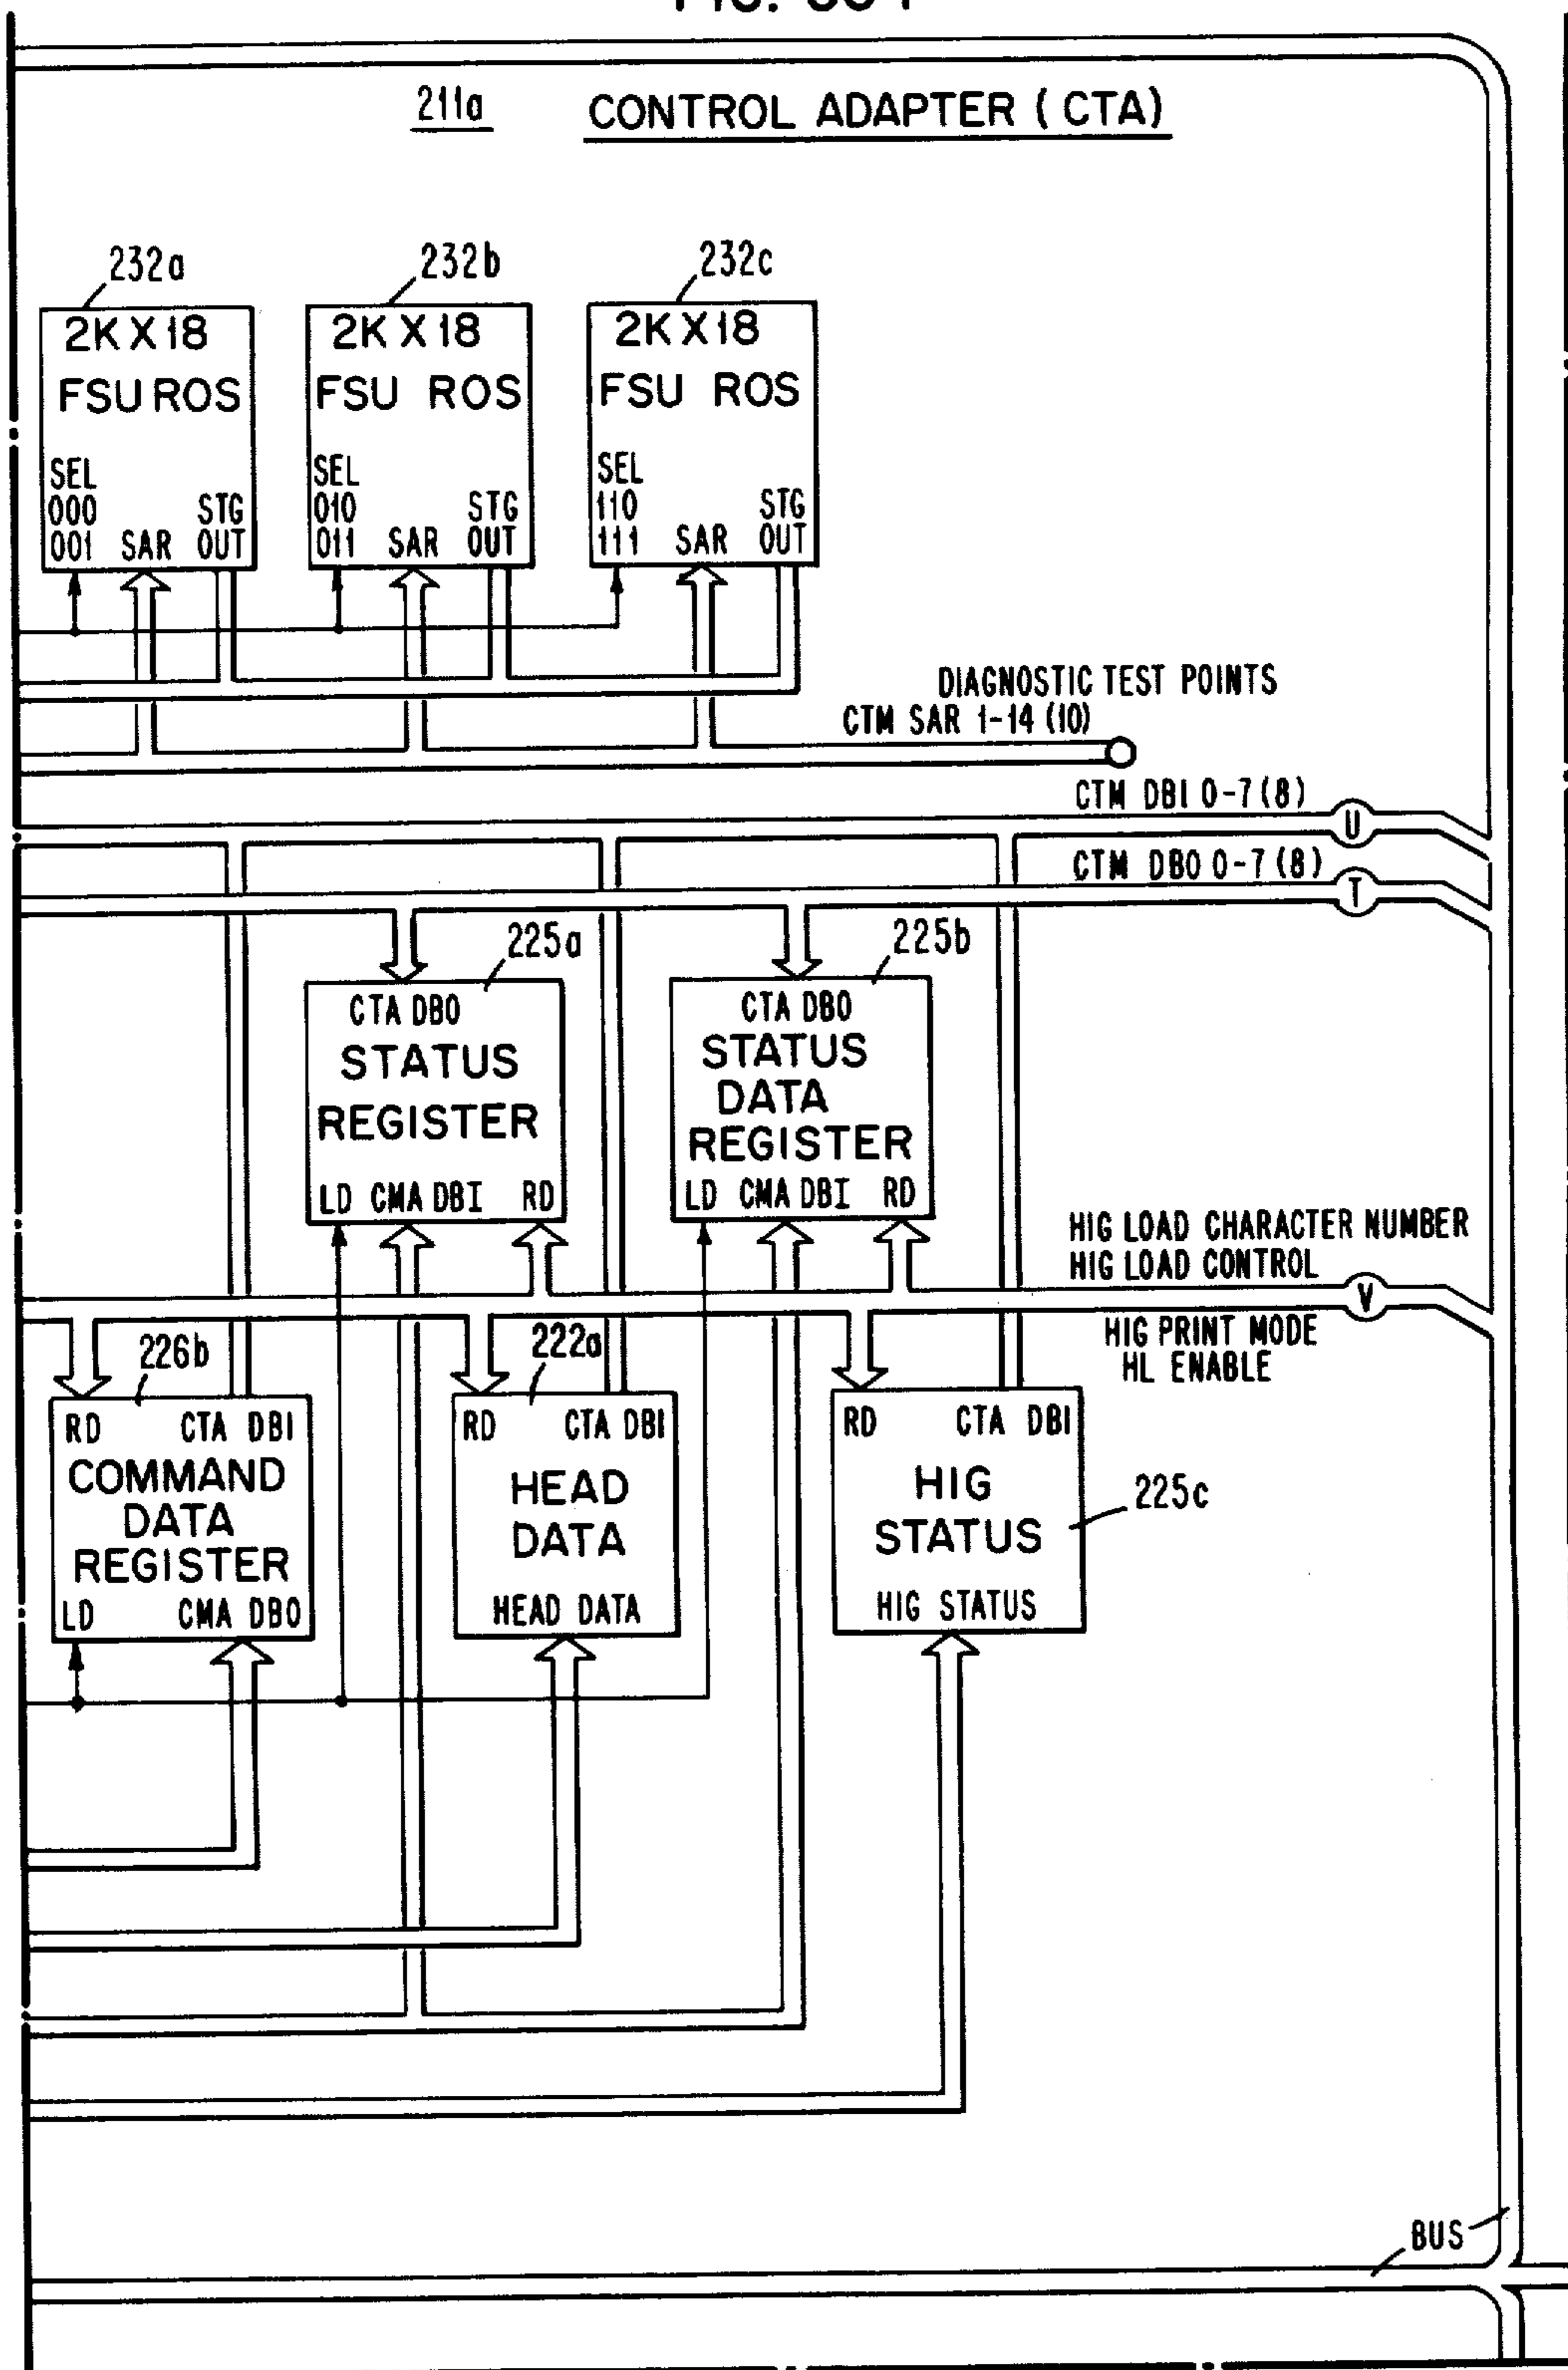 211a CONTROL ADAPTER (CTA)
232a 232b 232c
2K X 18
FSU ROS
SEL
000
001
SAR
STG
OUT
2K X 18
FSU ROS
SEL
010
011
SAR
STG
OUT
2K X 18
FSU ROS
SEL
110
111
SAR
STG
OUT
DIAGNOSTIC TEST POINTS
CTM SAR 1-14 (10)
CTM DBI 0-7 (8)
U
CTM DBO 0-7 (8)
T
225a
CTA DBO
STATUS
REGISTER
LD CMA DBI RD
225b
CTA DBO
STATUS
DATA
REGISTER
LD CMA DBI RD
HIG LOAD CHARACTER NUMBER
HIG LOAD CONTROL
V
HIG PRINT MODE
HL ENABLE
226b
RD CTA DBI
COMMAND
DATA
REGISTER
LD CMA DBO
222a
RD CTA DBI
HEAD
DATA
HEAD DATA
RD CTA DBI
HIG
STATUS
HIG STATUS
225c
BUS